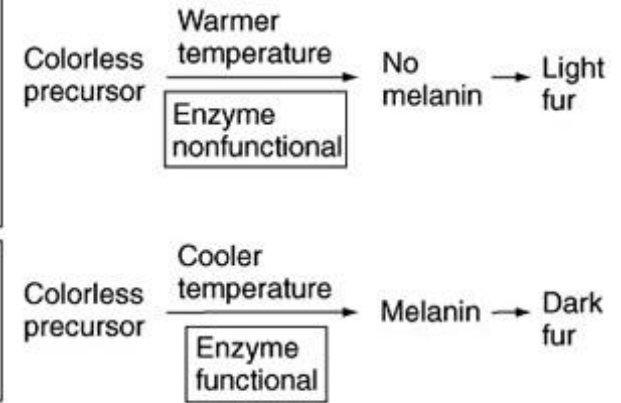 Warmer
temperature
Colorless
precursor
Enzyme
nonfunctional
No
melanin
Light
fur
Cooler
temperature
Colorless
precursor
Enzyme
functional
Melanin
Dark
fur